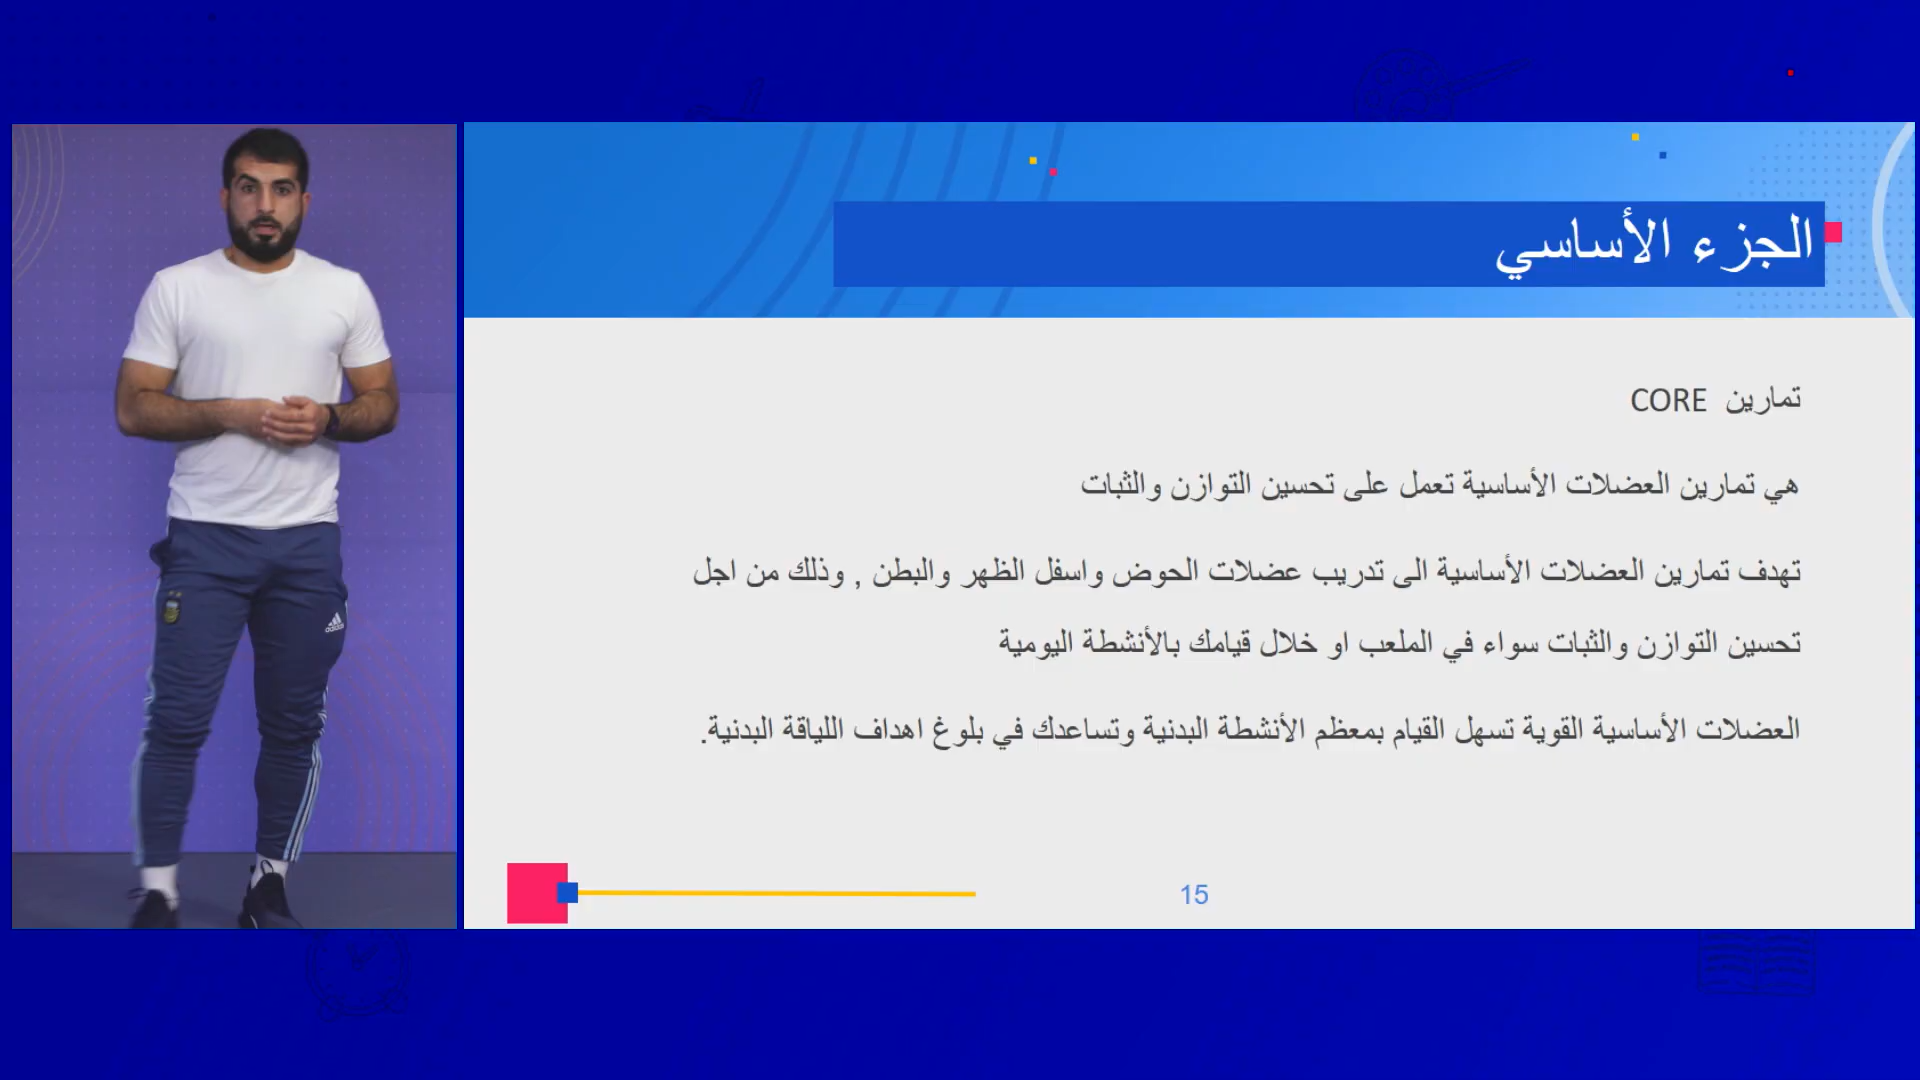 الجزء الأساسي
تمارين CORE
هي تمارين العضلات الأساسية تعمل على تحسين التوازن والثبات
تهدف تمارين العضلات الأساسية الى تدريب عضلات الحوض واسفل الظهر والبطن , وذلك من اجل
تحسين التوازن والثبات سواء في الملعب او خلال قيامك بالأنشطة اليومية
العضلات الأساسية القوية تسهل القيام بمعظم الأنشطة البدنية وتساعدك في بلوغ اهداف اللياقة البدنية.
15
adidas